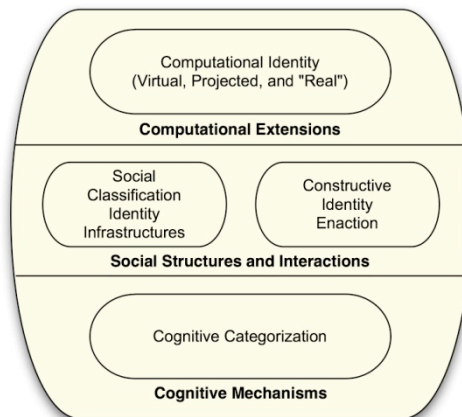 Computational Identity
(Virtual, Projected, and "Real")
Computational Extensions
Social
Classification
Identity
Infrastructures
Constructive
Identity
Enaction
Social Structures and Interactions
Cognitive Categorization
Cognitive Mechanisms